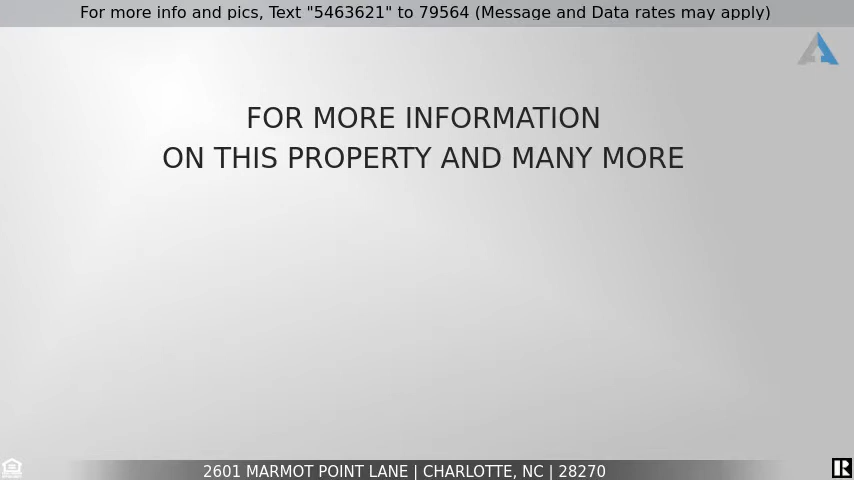 For more info and pics, Text "5463621" to 79564 (Message and Data rates may apply)
FOR MORE INFORMATION
ON THIS PROPERTY AND MANY MORE
2601 MARMOT POINT LANE | CHARLOTTE, NC | 28270